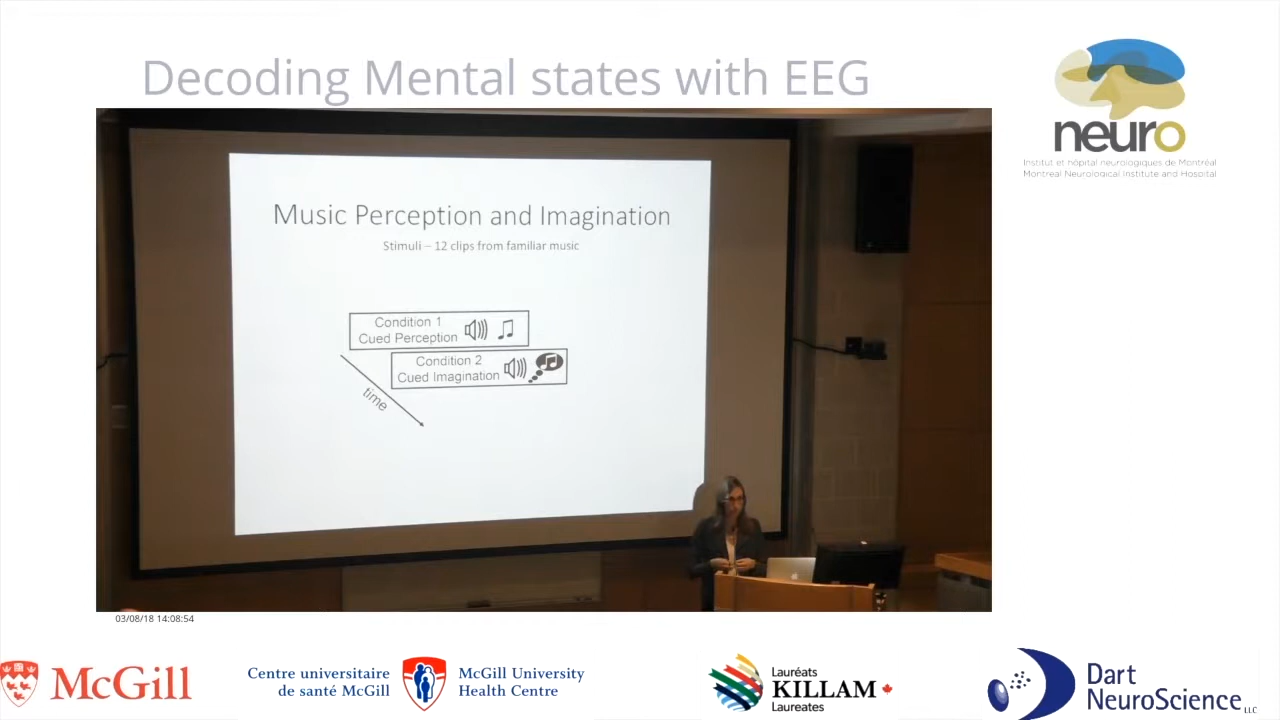 Decoding Mental states with EEG
neuro
Institut et hôpital neurologiques de Montréal
Montreal Neurological Institute and Hospital
Music Perception and Imagination
Stimuli – 12 clips from familiar music
Condition 1
Cued Perception
Condition 2
Cued Imagination
time
03/08/18 14:08:54
McGill
Centre universitaire
de santé McGill
McGill University
Health Centre
Lauréats
KILLAM
Laureates
Dart
NeuroScience LLC